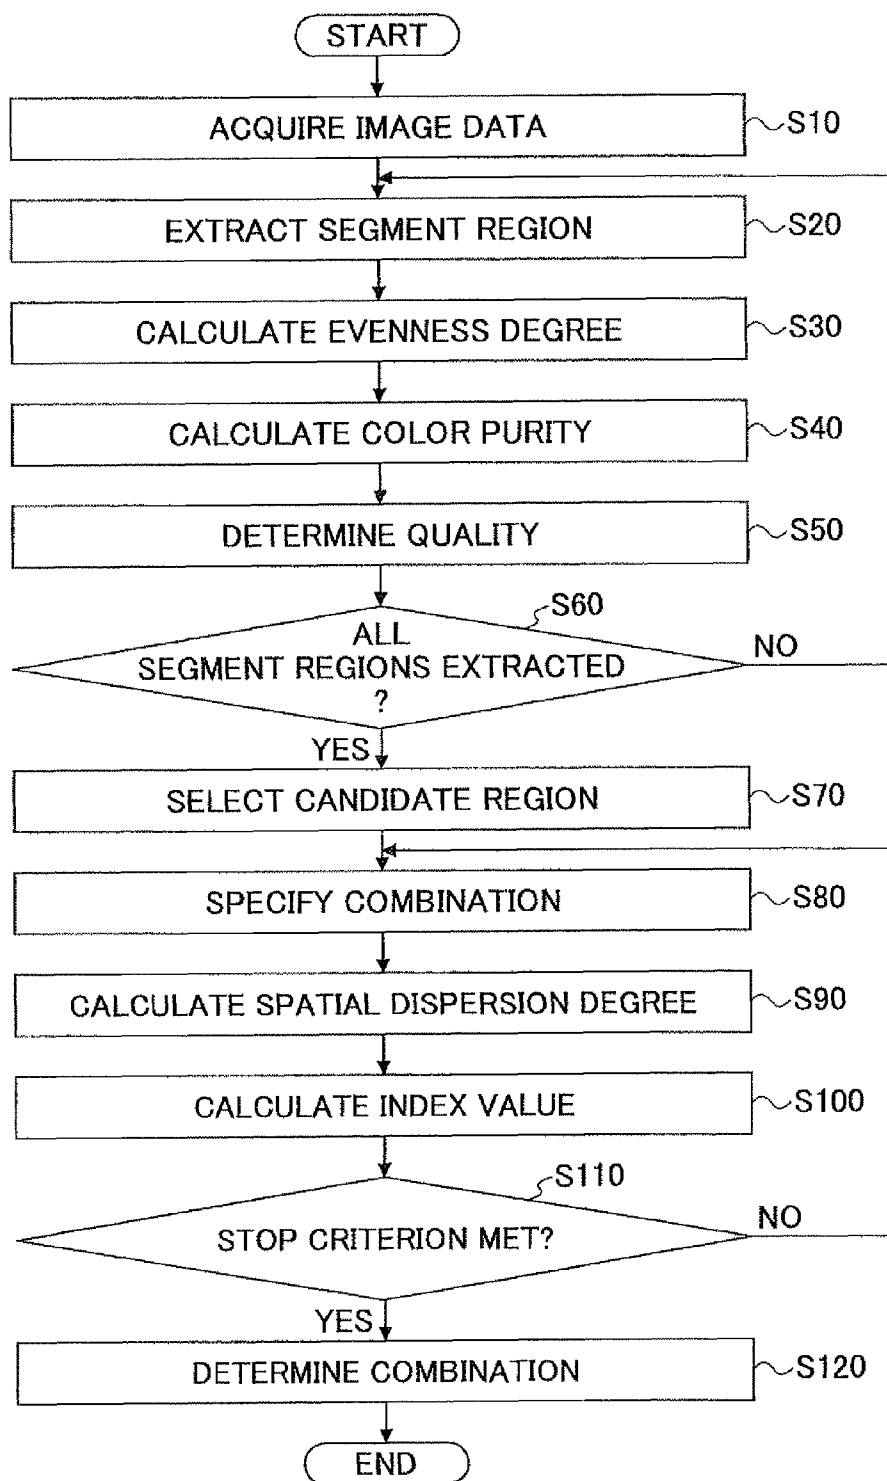 START
ACQUIRE IMAGE DATA
S10
EXTRACT SEGMENT REGION
S20
CALCULATE EVENNESS DEGREE
S30
CALCULATE COLOR PURITY
S40
DETERMINE QUALITY
S50
S60
ALL
SEGMENT REGIONS EXTRACTED
?
NO
YES
SELECT CANDIDATE REGION
S70
SPECIFY COMBINATION
S80
CALCULATE SPATIAL DISPERSION DEGREE
S90
CALCULATE INDEX VALUE
S100
S110
STOP CRITERION MET?
NO
YES
DETERMINE COMBINATION
S120
END